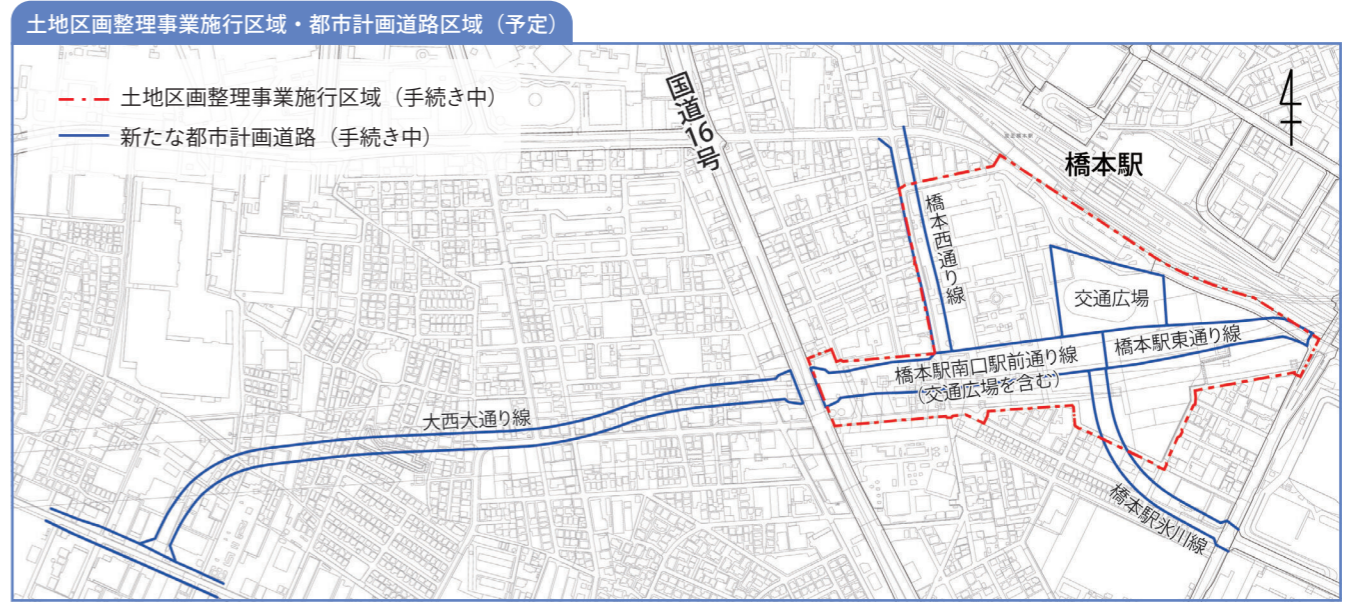 土地区画整理事業施行区域・都市計画道路区域（予定）
土地区画整理事業施行区域（手続き中）
新たな都市計画道路（手続き中）
国道16号
橋本駅
橋本西通り線
交通広場
橋本駅東通り線
橋本駅南口駅前通り線
（交通広場を含む）
大西大通り線
橋本駅氷川線